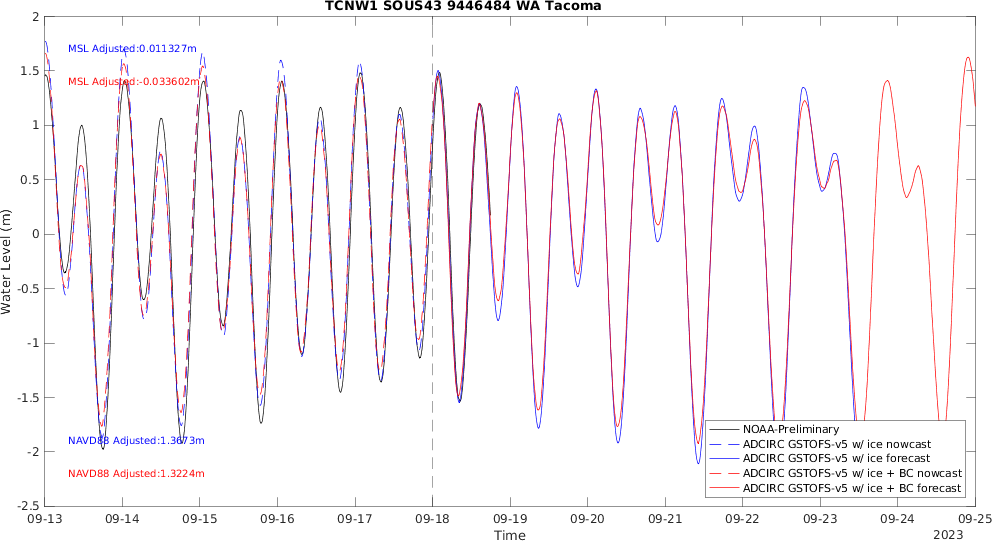 TCNW1 SOUS43 9446484 WA Tacoma
2
1.5
1
0.5
0
-0.5
-1
-1.5
-2
-2.5
Water Level (m)
MSL Adjusted:0.011327m
MSL Adjusted:-0.033602m
NAVD88 Adjusted:1.3673m
NAVD88 Adjusted:1.3224m
NOAA-Preliminary
ADCIRC GSTOFS-v5 w/ ice nowcast
ADCIRC GSTOFS-v5 w/ ice forecast
ADCIRC GSTOFS-v5 w/ ice + BC nowcast
ADCIRC GSTOFS-v5 w/ ice + BC forecast
09-13 09-14 09-15 09-16 09-17 09-18 09-19 09-20 09-21 09-22 09-23 09-24 09-25
Time
2023